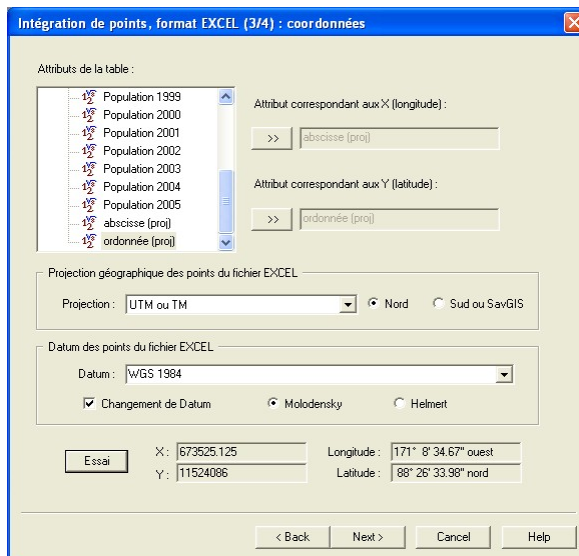 Intégration de points, format EXCEL (3/4) : coordonnées
Attributs de la table :
Population 1999
Population 2000
Population 2001
Population 2002
Population 2003
Population 2004
Population 2005
abscisse (proj)
ordonnée (proj)
Attribut correspondant aux X (longitude) :
>> abscisse (proj)
Attribut correspondant aux Y (latitude) :
>> ordonnée (proj)
Projection géographique des points du fichier EXCEL
Projection : UTM ou TM Nord Sud ou SavGIS
Datum des points du fichier EXCEL
Datum : WGS 1984
Changement de Datum Molodensky Helmert
Essai
X : 673525.125 Longitude : 171° 8' 34.67" ouest
Y : 11524086 Latitude : 88° 26' 33.98" nord
< Back Next > Cancel Help